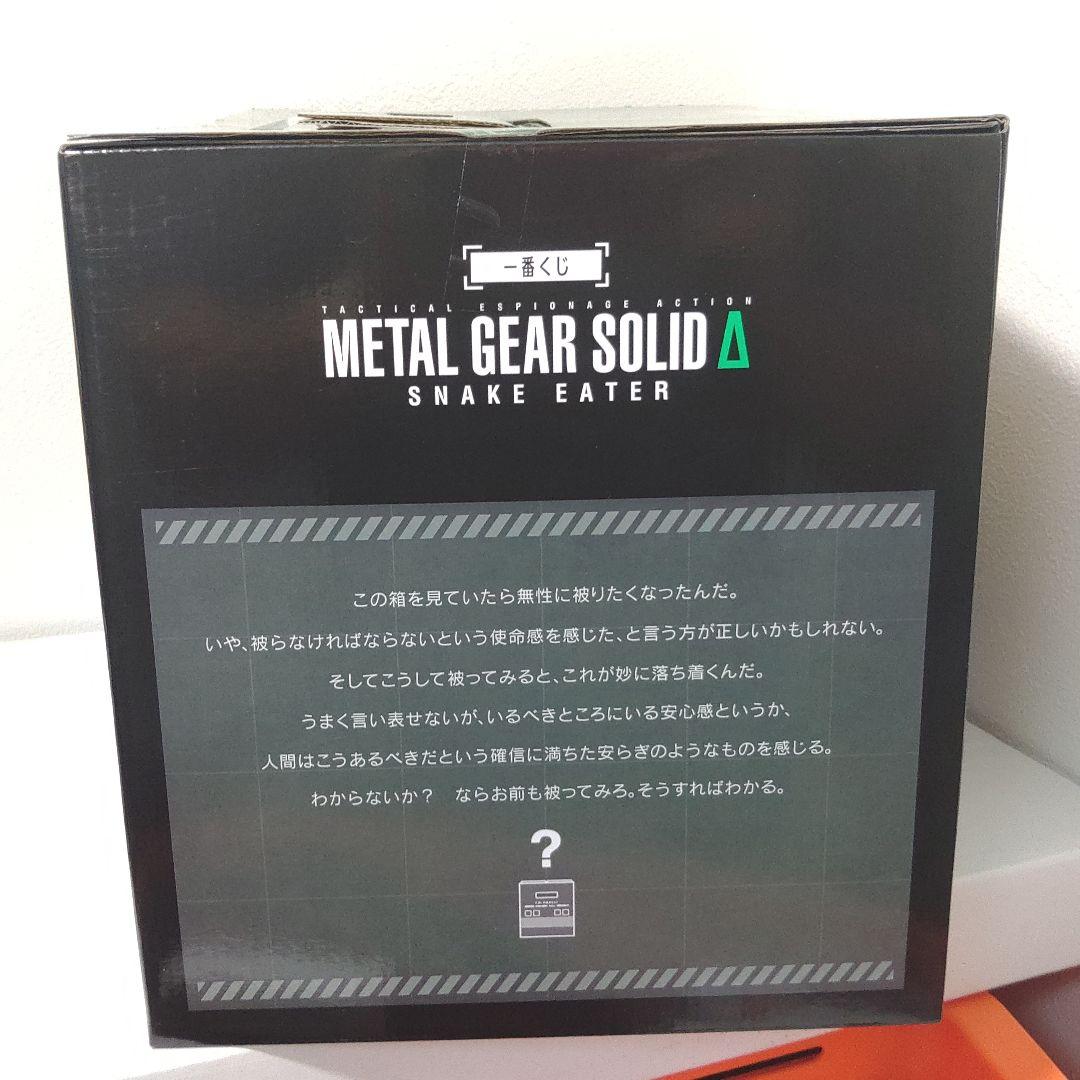 一番くじ
TACTICAL ESPIONAGE ACTION
METAL GEAR SOLID Δ
SNAKE EATER
この箱を見ていたら無性に被りたくなったんだ。
いや、被らなければならないという使命感を感じた、と言う方が正しいかもしれない。
そしてこうして被ってみると、これが妙に落ち着くんだ。
うまく言い表せないが、いるべきところにいる安心感というか、
人間はこうあるべきだという確信に満ちた安らぎのようなものを感じる。
わからないか？　ならお前も被ってみろ。そうすればわかる。
?